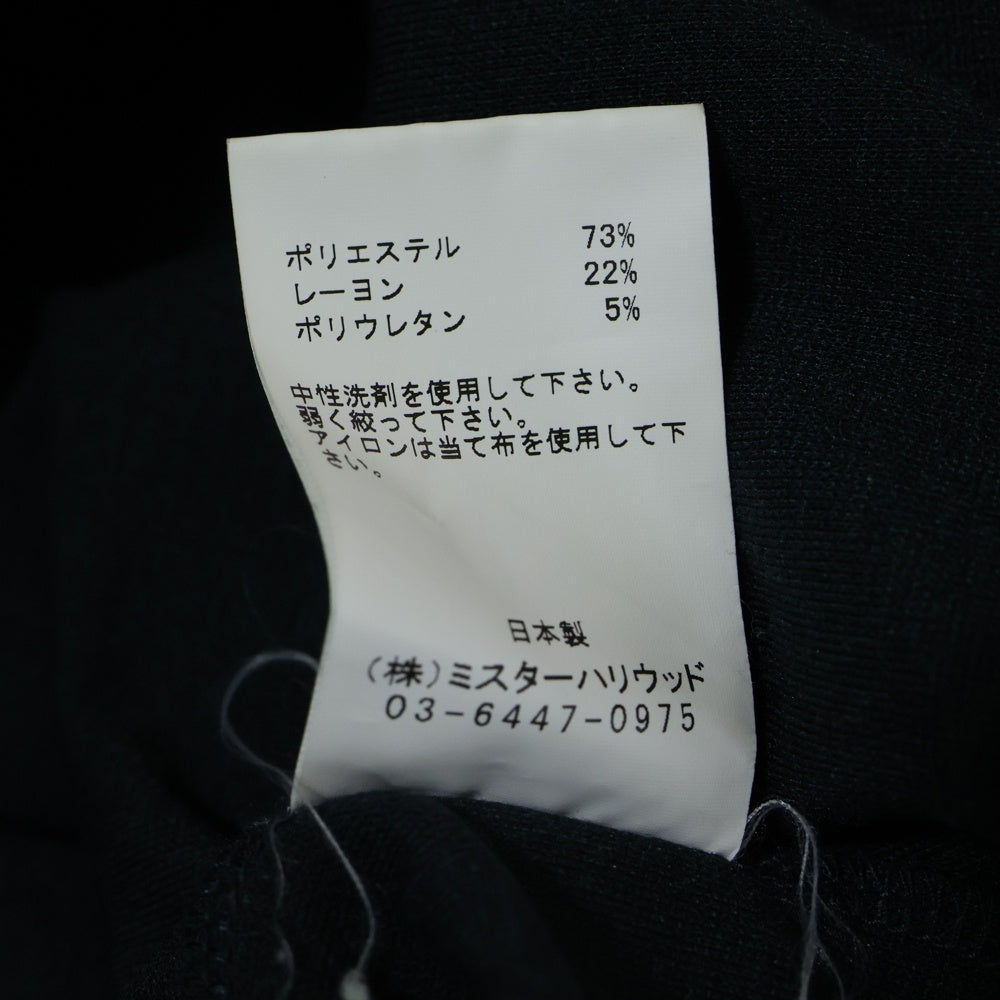 ポリエステル 73%
レーヨン 22%
ポリウレタン 5%
中性洗剤を使用して下さい。
弱く絞って下さい。
アイロンは当て布を使用して下
さい。
日本製
(株)ミスターハリウッド
03-6447-0975